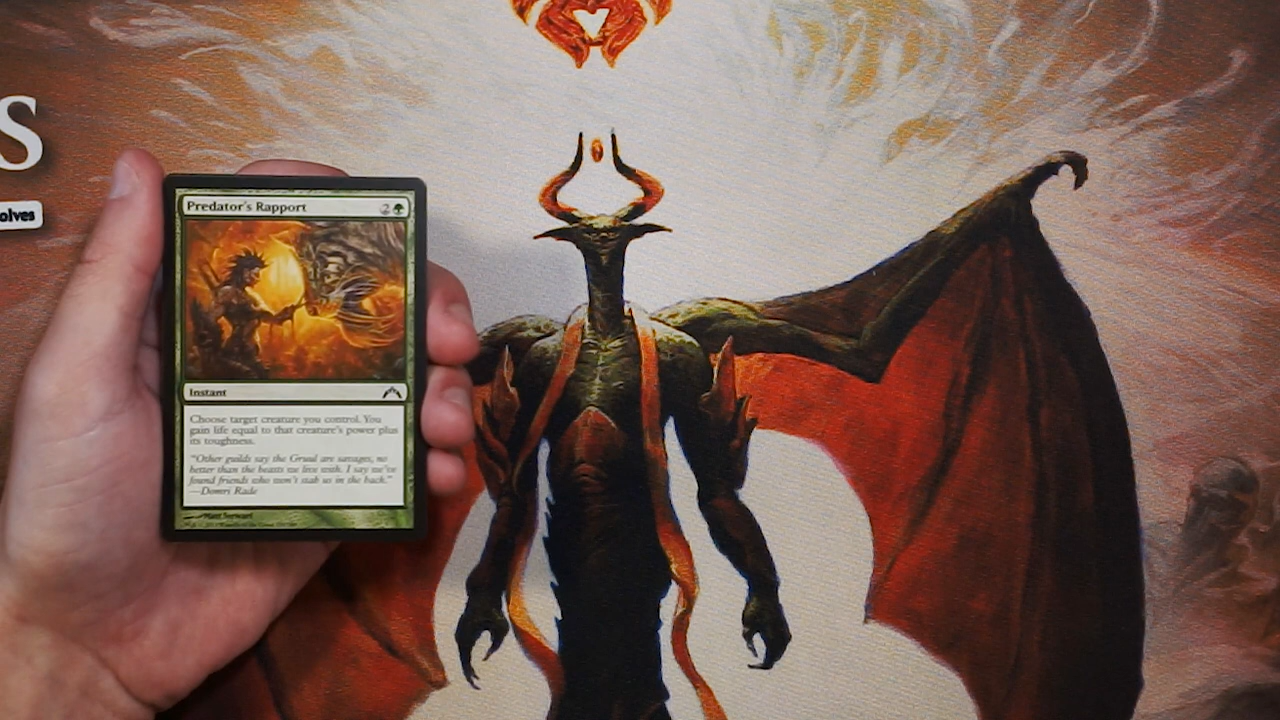 S
olves
Predator's Rapport
2
Instant
Choose target creature you control. You
gain life equal to that creature's power plus
its toughness.
"Other guilds say the Gruul are savages, no
better than the beasts we live with. I say we've
found friends who won't stab us in the back."
—Domri Rade